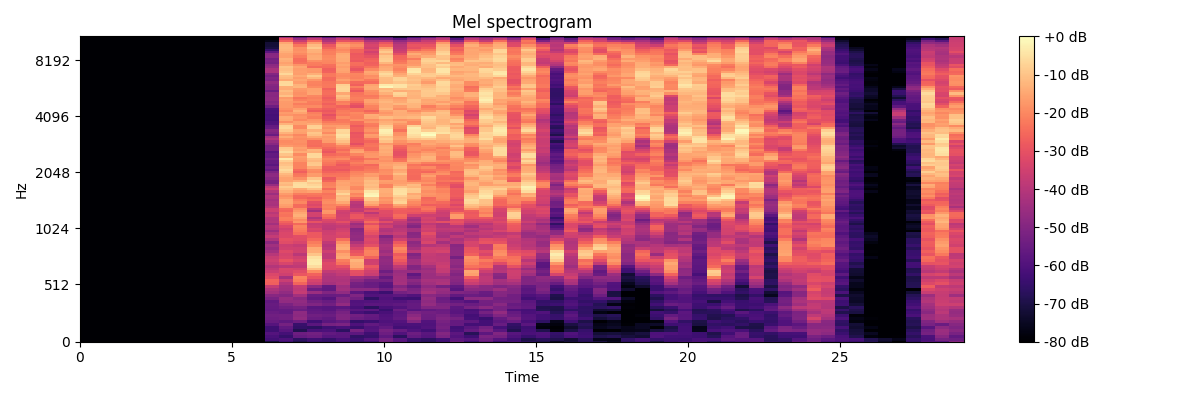 Mel spectrogram
8192
4096
2048
1024
512
0
Hz
0 5 10 15 20 25
Time
+0 dB
-10 dB
-20 dB
-30 dB
-40 dB
-50 dB
-60 dB
-70 dB
-80 dB